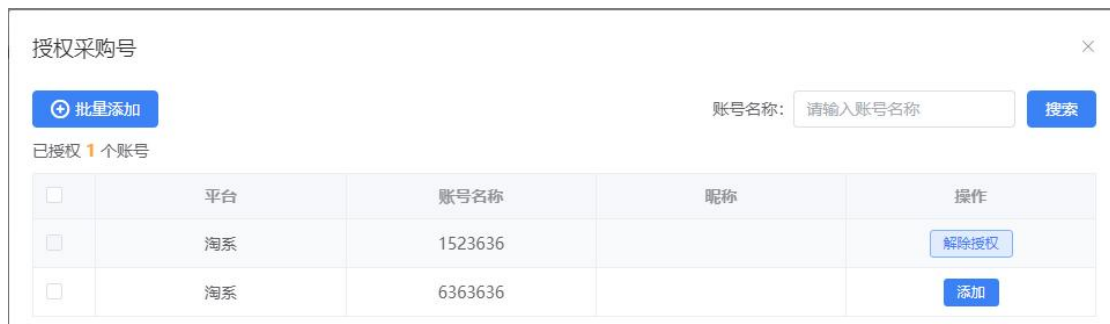 授权采购号
批量添加 账号名称： 请输入账号名称 搜索
已授权 1 个账号
平台 账号名称 昵称 操作
淘系 1523636 解除授权
淘系 6363636 添加